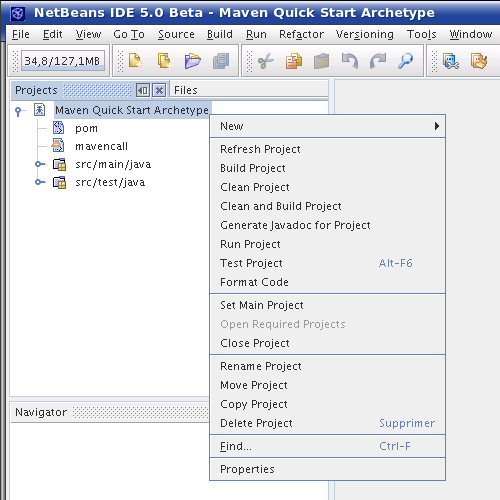 NetBeans IDE 5.0 Beta - Maven Quick Start Archetype
File Edit View Go To Source Build Run Refactor Versioning Tools Window
34,8/127,1MB
Projects Files
Maven Quick Start Archetype
pom
mavencall
src/main/java
src/test/java
New
Refresh Project
Build Project
Clean Project
Clean and Build Project
Generate Javadoc for Project
Run Project
Test Project Alt-F6
Format Code
Set Main Project
Open Required Projects
Close Project
Rename Project
Move Project
Copy Project
Delete Project Supprimer
Find... Ctrl-F
Properties
Navigator